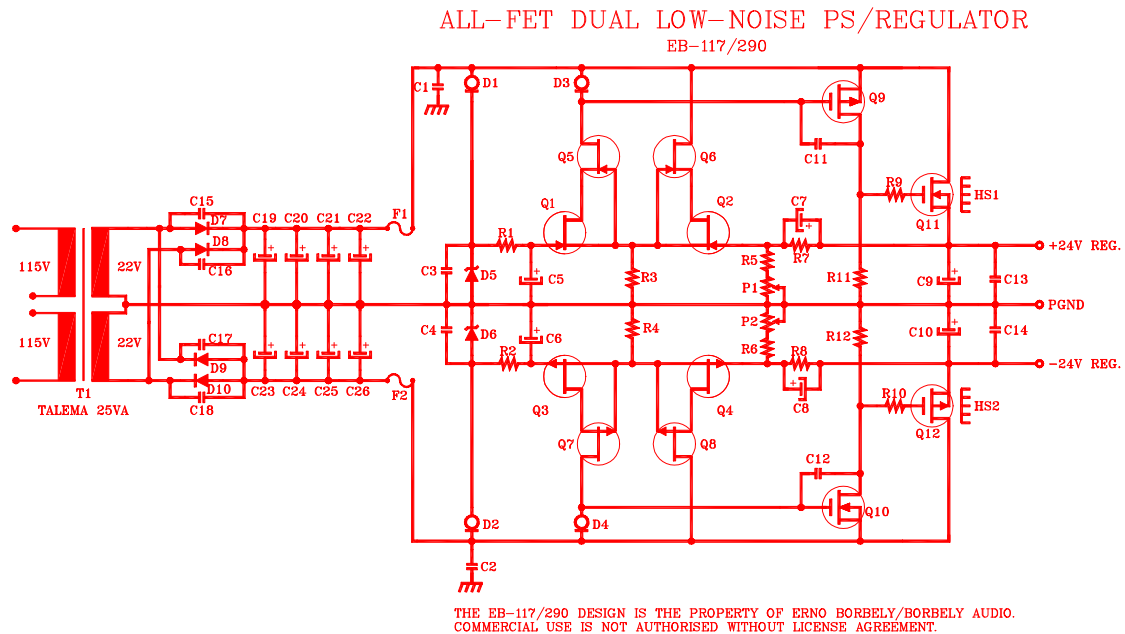 ALL-FET DUAL LOW-NOISE PS/REGULATOR
EB-117/290
C1
D1
D3
Q9
Q5
Q6
C11
R9
HS1
Q11
C15
D7
D8
C16
C19
C20
C21
C22
F1
Q1
Q2
C7
R1
R7
+24V REG.
115V
22V
C3
D5
C5
R3
R5
P1
R11
C9
C13
PGND
115V
22V
C4
D6
C6
R4
P2
R6
R12
C10
C14
C17
D9
D10
C18
C23
C24
C25
C26
F2
R2
R8
C8
-24V REG.
T1
TALEMA 25VA
Q3
Q4
R10
HS2
Q12
Q7
Q8
C12
Q10
D2
D4
C2
THE EB-117/290 DESIGN IS THE PROPERTY OF ERNO BORBELY/BORBELY AUDIO.
COMMERCIAL USE IS NOT AUTHORISED WITHOUT LICENSE AGREEMENT.